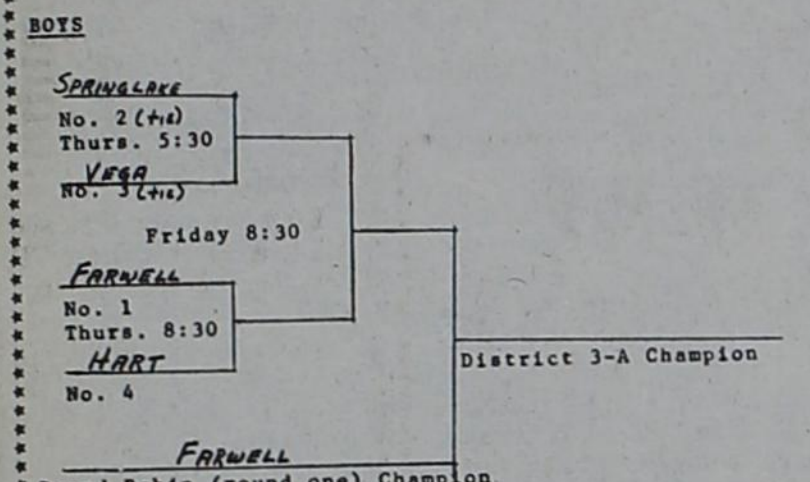 BOYS
SPRINGLAKE
No. 2 (tie)
Thurs. 5:30
VEGA
No. 3 (tie)
Friday 8:30
FARWELL
No. 1
Thurs. 8:30
HART
No. 4
District 3-A Champion
FARWELL
Robin (round one) Champion